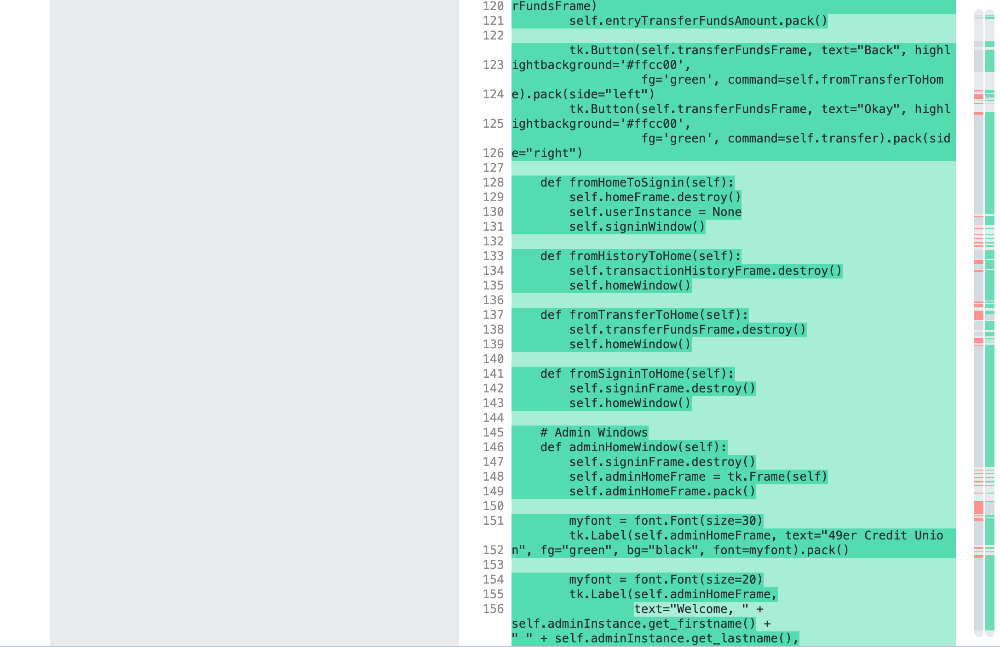 120 rFundsFrame)
121         self.entryTransferFundsAmount.pack()
122
        tk.Button(self.transferFundsFrame, text="Back", highl
123 ightbackground='#ffcc00',
                  fg='green', command=self.fromTransferToHom
124 e).pack(side="left")
        tk.Button(self.transferFundsFrame, text="Okay", highl
125 ightbackground='#ffcc00',
                  fg='green', command=self.transfer).pack(sid
126 e="right")
127
128     def fromHomeToSignin(self):
129         self.homeFrame.destroy()
130         self.userInstance = None
131         self.signinWindow()
132
133     def fromHistoryToHome(self):
134         self.transactionHistoryFrame.destroy()
135         self.homeWindow()
136
137     def fromTransferToHome(self):
138         self.transferFundsFrame.destroy()
139         self.homeWindow()
140
141     def fromSigninToHome(self):
142         self.signinFrame.destroy()
143         self.homeWindow()
144
145     # Admin Windows
146     def adminHomeWindow(self):
147         self.signinFrame.destroy()
148         self.adminHomeFrame = tk.Frame(self)
149         self.adminHomeFrame.pack()
150
151         myfont = font.Font(size=30)
        tk.Label(self.adminHomeFrame, text="49er Credit Unio
152 n", fg="green", bg="black", font=myfont).pack()
153
154         myfont = font.Font(size=20)
155         tk.Label(self.adminHomeFrame,
156                  text="Welcome, " +
self.adminInstance.get_firstname() +
" " + self.adminInstance.get_lastname(),